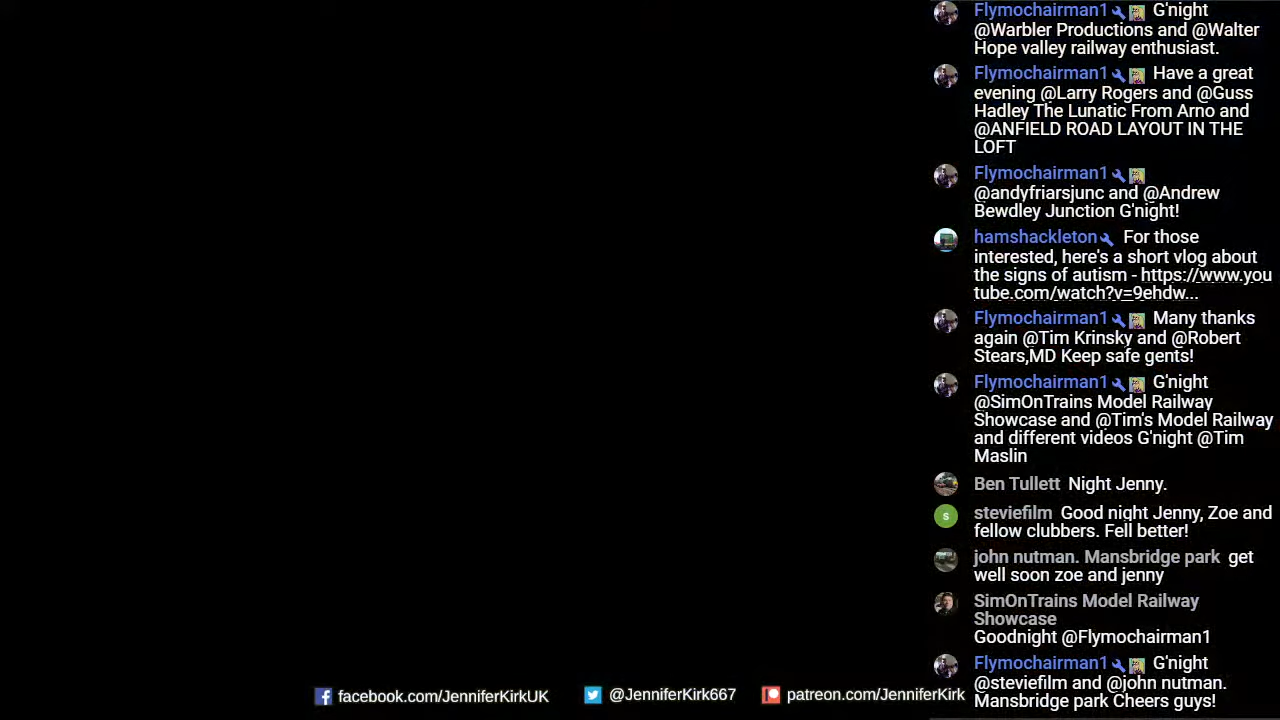 Flymochairman1 G'night
@Warbler Productions and @Walter
Hope valley railway enthusiast.
Flymochairman1 Have a great
evening @Larry Rogers and @Guss
Hadley The Lunatic From Arno and
@ANFIELD ROAD LAYOUT IN THE
LOFT
Flymochairman1
@andyfriarsjunc and @Andrew
Bewdley Junction G'night!
hamshackleton For those
interested, here's a short vlog about
the signs of autism - https://www.you
tube.com/watch?v=9ehdw...
Flymochairman1 Many thanks
again @Tim Krinsky and @Robert
Stears,MD Keep safe gents!
Flymochairman1 G'night
@SimOnTrains Model Railway
Showcase and @Tim's Model Railway
and different videos G'night @Tim
Maslin
Ben Tullett Night Jenny.
s steviefilm Good night Jenny, Zoe and
fellow clubbers. Fell better!
john nutman. Mansbridge park get
well soon zoe and jenny
SimOnTrains Model Railway
Showcase
Goodnight @Flymochairman1
Flymochairman1 G'night
@steviefilm and @john nutman.
Mansbridge park Cheers guys!
facebook.com/JenniferKirkUK @JenniferKirk667 patreon.com/JenniferKirk